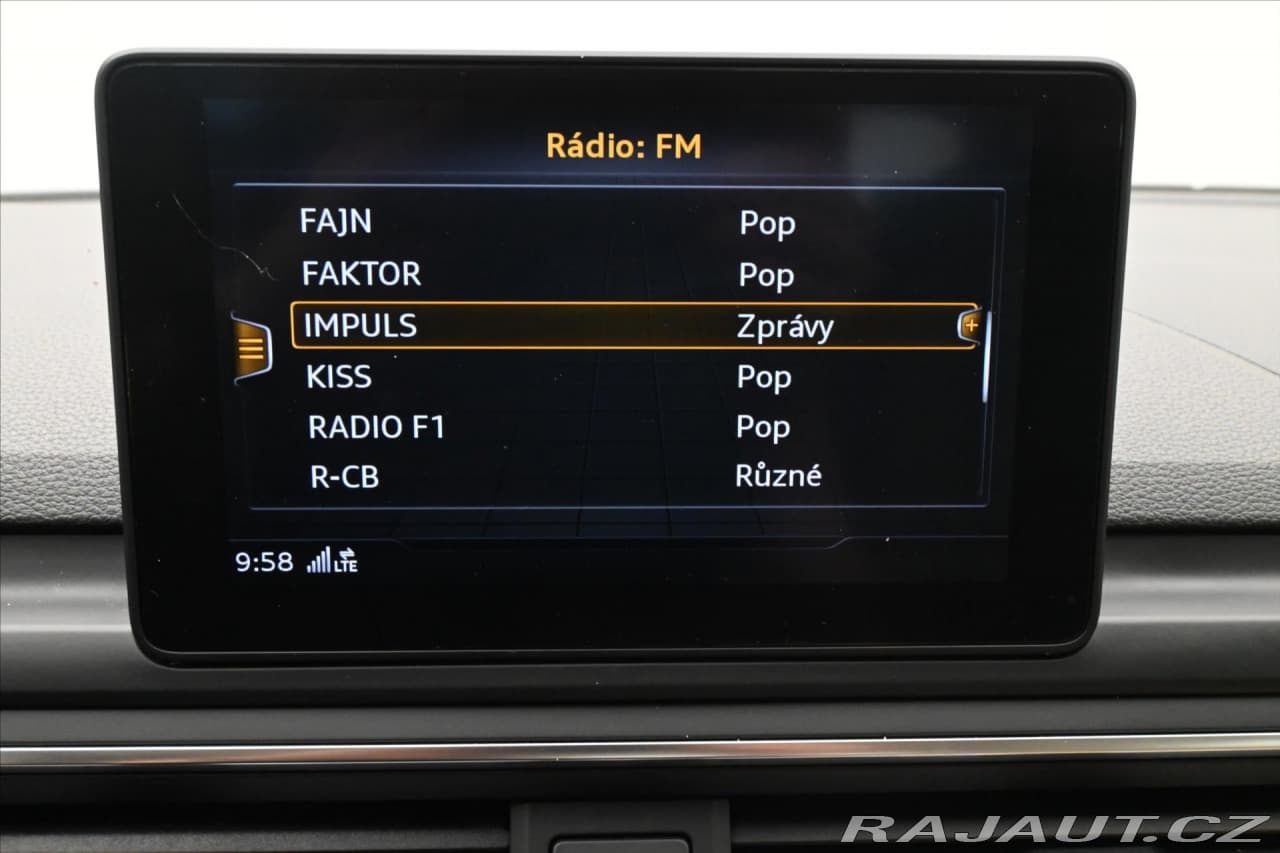 Rádio: FM
FAJN Pop
FAKTOR Pop
IMPULS Zprávy
KISS Pop
RADIO F1 Pop
R-CB Různé
9:58 LTE
RAJAUT.CZ